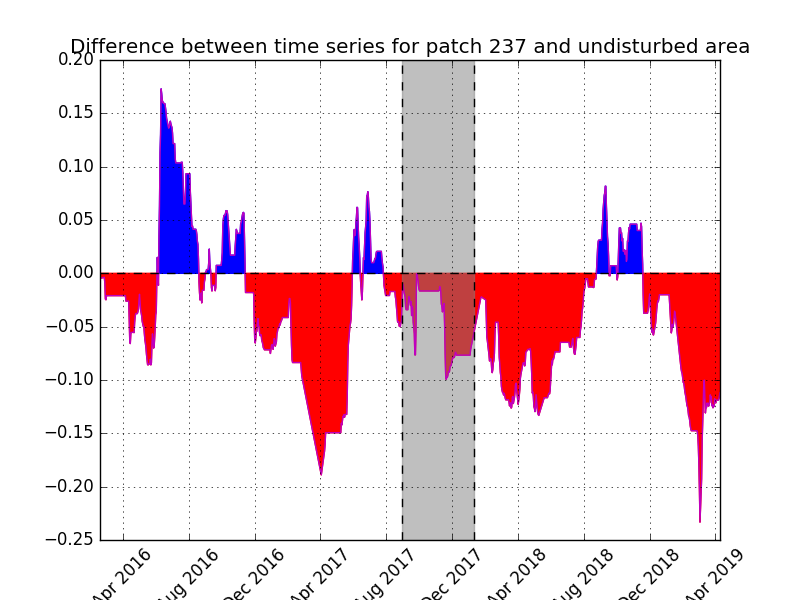 Difference between time series for patch 237 and undisturbed area
0.20
0.15
0.10
0.05
0.00
−0.05
−0.10
−0.15
−0.20
−0.25
Apr 2016
Aug 2016
Dec 2016
Apr 2017
Aug 2017
Dec 2017
Apr 2018
Aug 2018
Dec 2018
Apr 2019